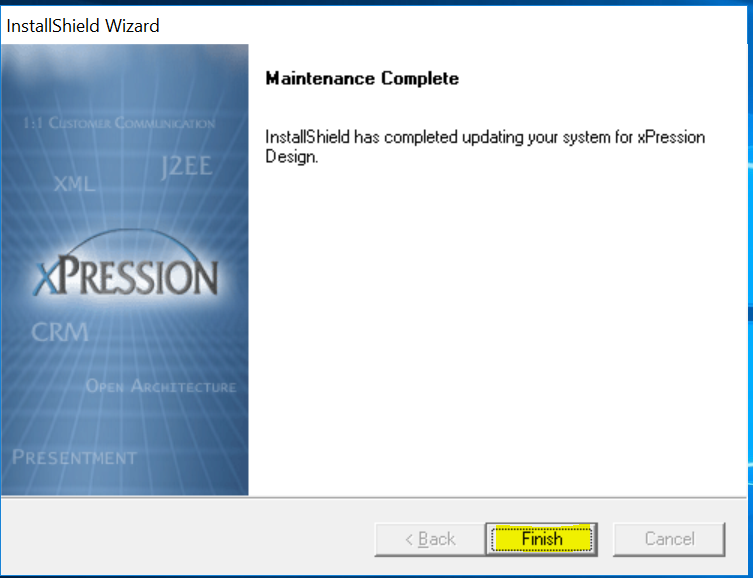 InstallShield Wizard
Maintenance Complete
InstallShield has completed updating your system for xPression
Design.
1:1 Customer Communication
J2EE
XML
xPression
CRM
Open Architecture
Presentment
< Back
Finish
Cancel